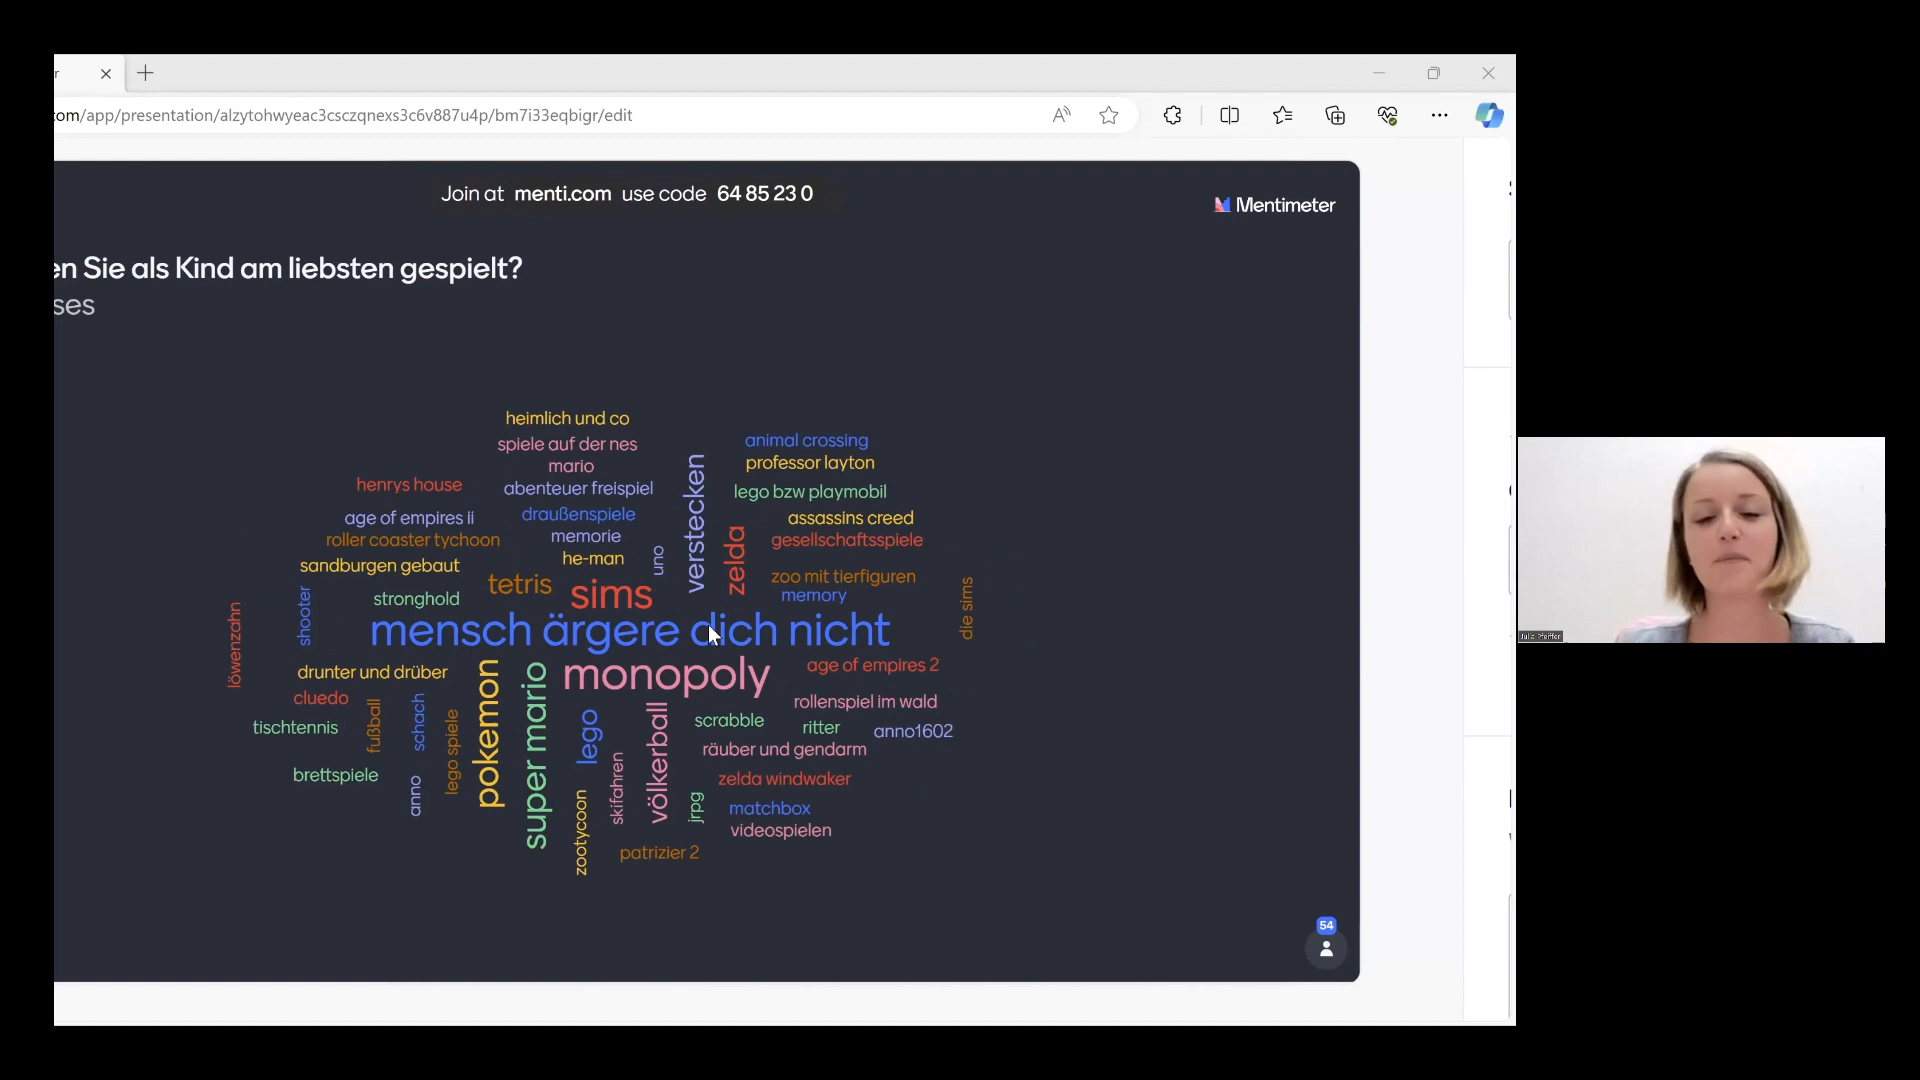 r
om/app/presentation/alzytohwyeac3csczqnexs3c6v887u4p/bm7i33eqbigr/edit
Join at menti.com use code 64 85 23 0
Mentimeter
en Sie als Kind am liebsten gespielt?
ses
heimlich und co
spiele auf der nes
mario
abenteuer freispiel
draußenspiele
memorie
he-man
uno
verstecken
zelda
animal crossing
professor layton
lego bzw playmobil
assassins creed
gesellschaftsspiele
zoo mit tierfiguren
memory
die sims
henrys house
age of empires ii
roller coaster tychoon
sandburgen gebaut
stronghold
shooter
löwenzahn
tetris
sims
mensch ärgere dich nicht
monopoly
drunter und drüber
cluedo
tischtennis
fußball
schach
lego spiele
brettspiele
anno
pokemon
super mario
lego
zootycoon
skifahren
völkerball
jrpg
patrizier 2
age of empires 2
rollenspiel im wald
scrabble
ritter
anno1602
räuber und gendarm
zelda windwaker
matchbox
videospielen
54
Julia Pfeiffer